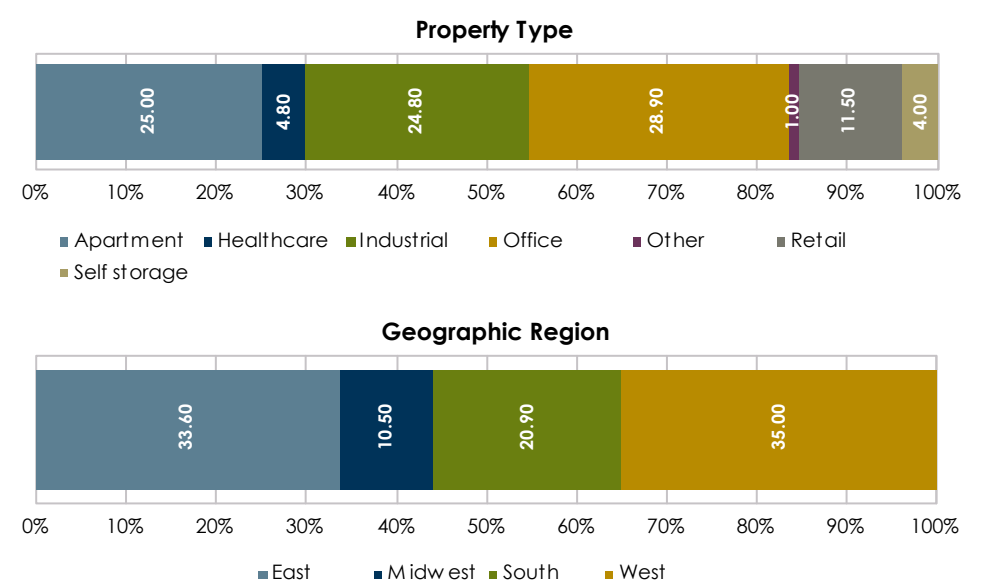 Property Type
25.00 4.80 24.80 28.90 1.00 11.50 4.00
0% 10% 20% 30% 40% 50% 60% 70% 80% 90% 100%
Apartment Healthcare Industrial Office Other Retail
Self storage
Geographic Region
33.60 10.50 20.90 35.00
0% 10% 20% 30% 40% 50% 60% 70% 80% 90% 100%
East Midwest South West